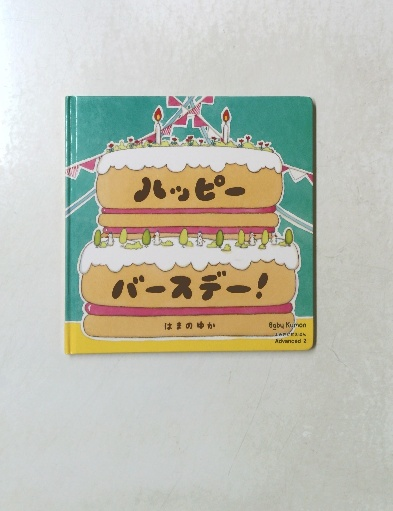 ハッピー
バースデー!
はまのゆか
Baby Kumon
Advanced 2